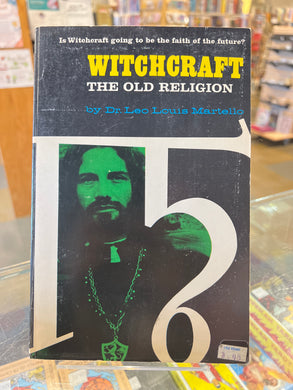 Is Witchcraft going to be the faith of the future?
WITCHCRAFT
THE OLD RELIGION
by Dr. Leo Louis Martello